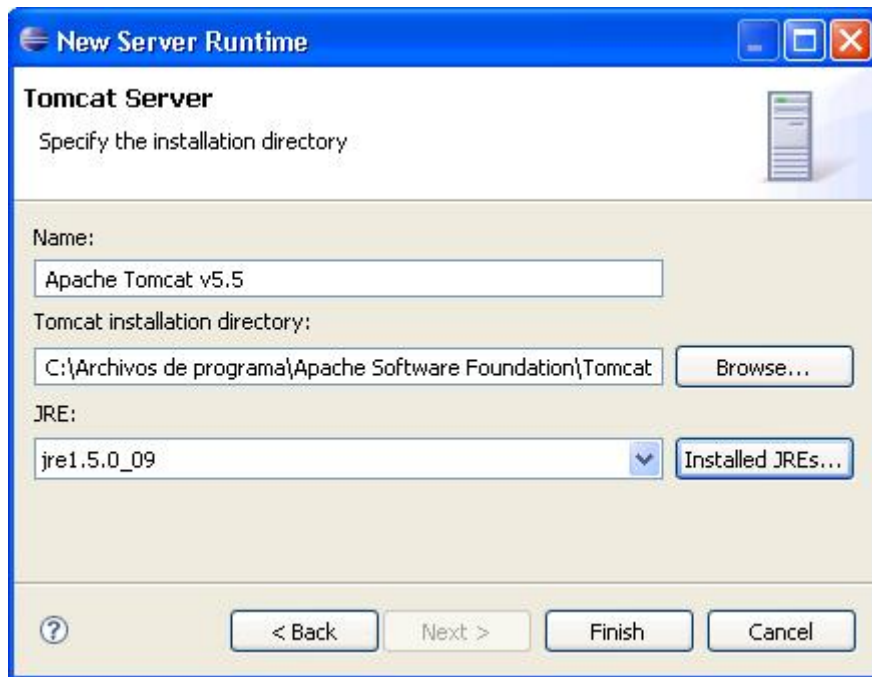 New Server Runtime
Tomcat Server
Specify the installation directory
Name:
Apache Tomcat v5.5
Tomcat installation directory:
C:\Archivos de programa\Apache Software Foundation\Tomcat
Browse...
JRE:
jre1.5.0_09
Installed JREs...
?
< Back
Next >
Finish
Cancel